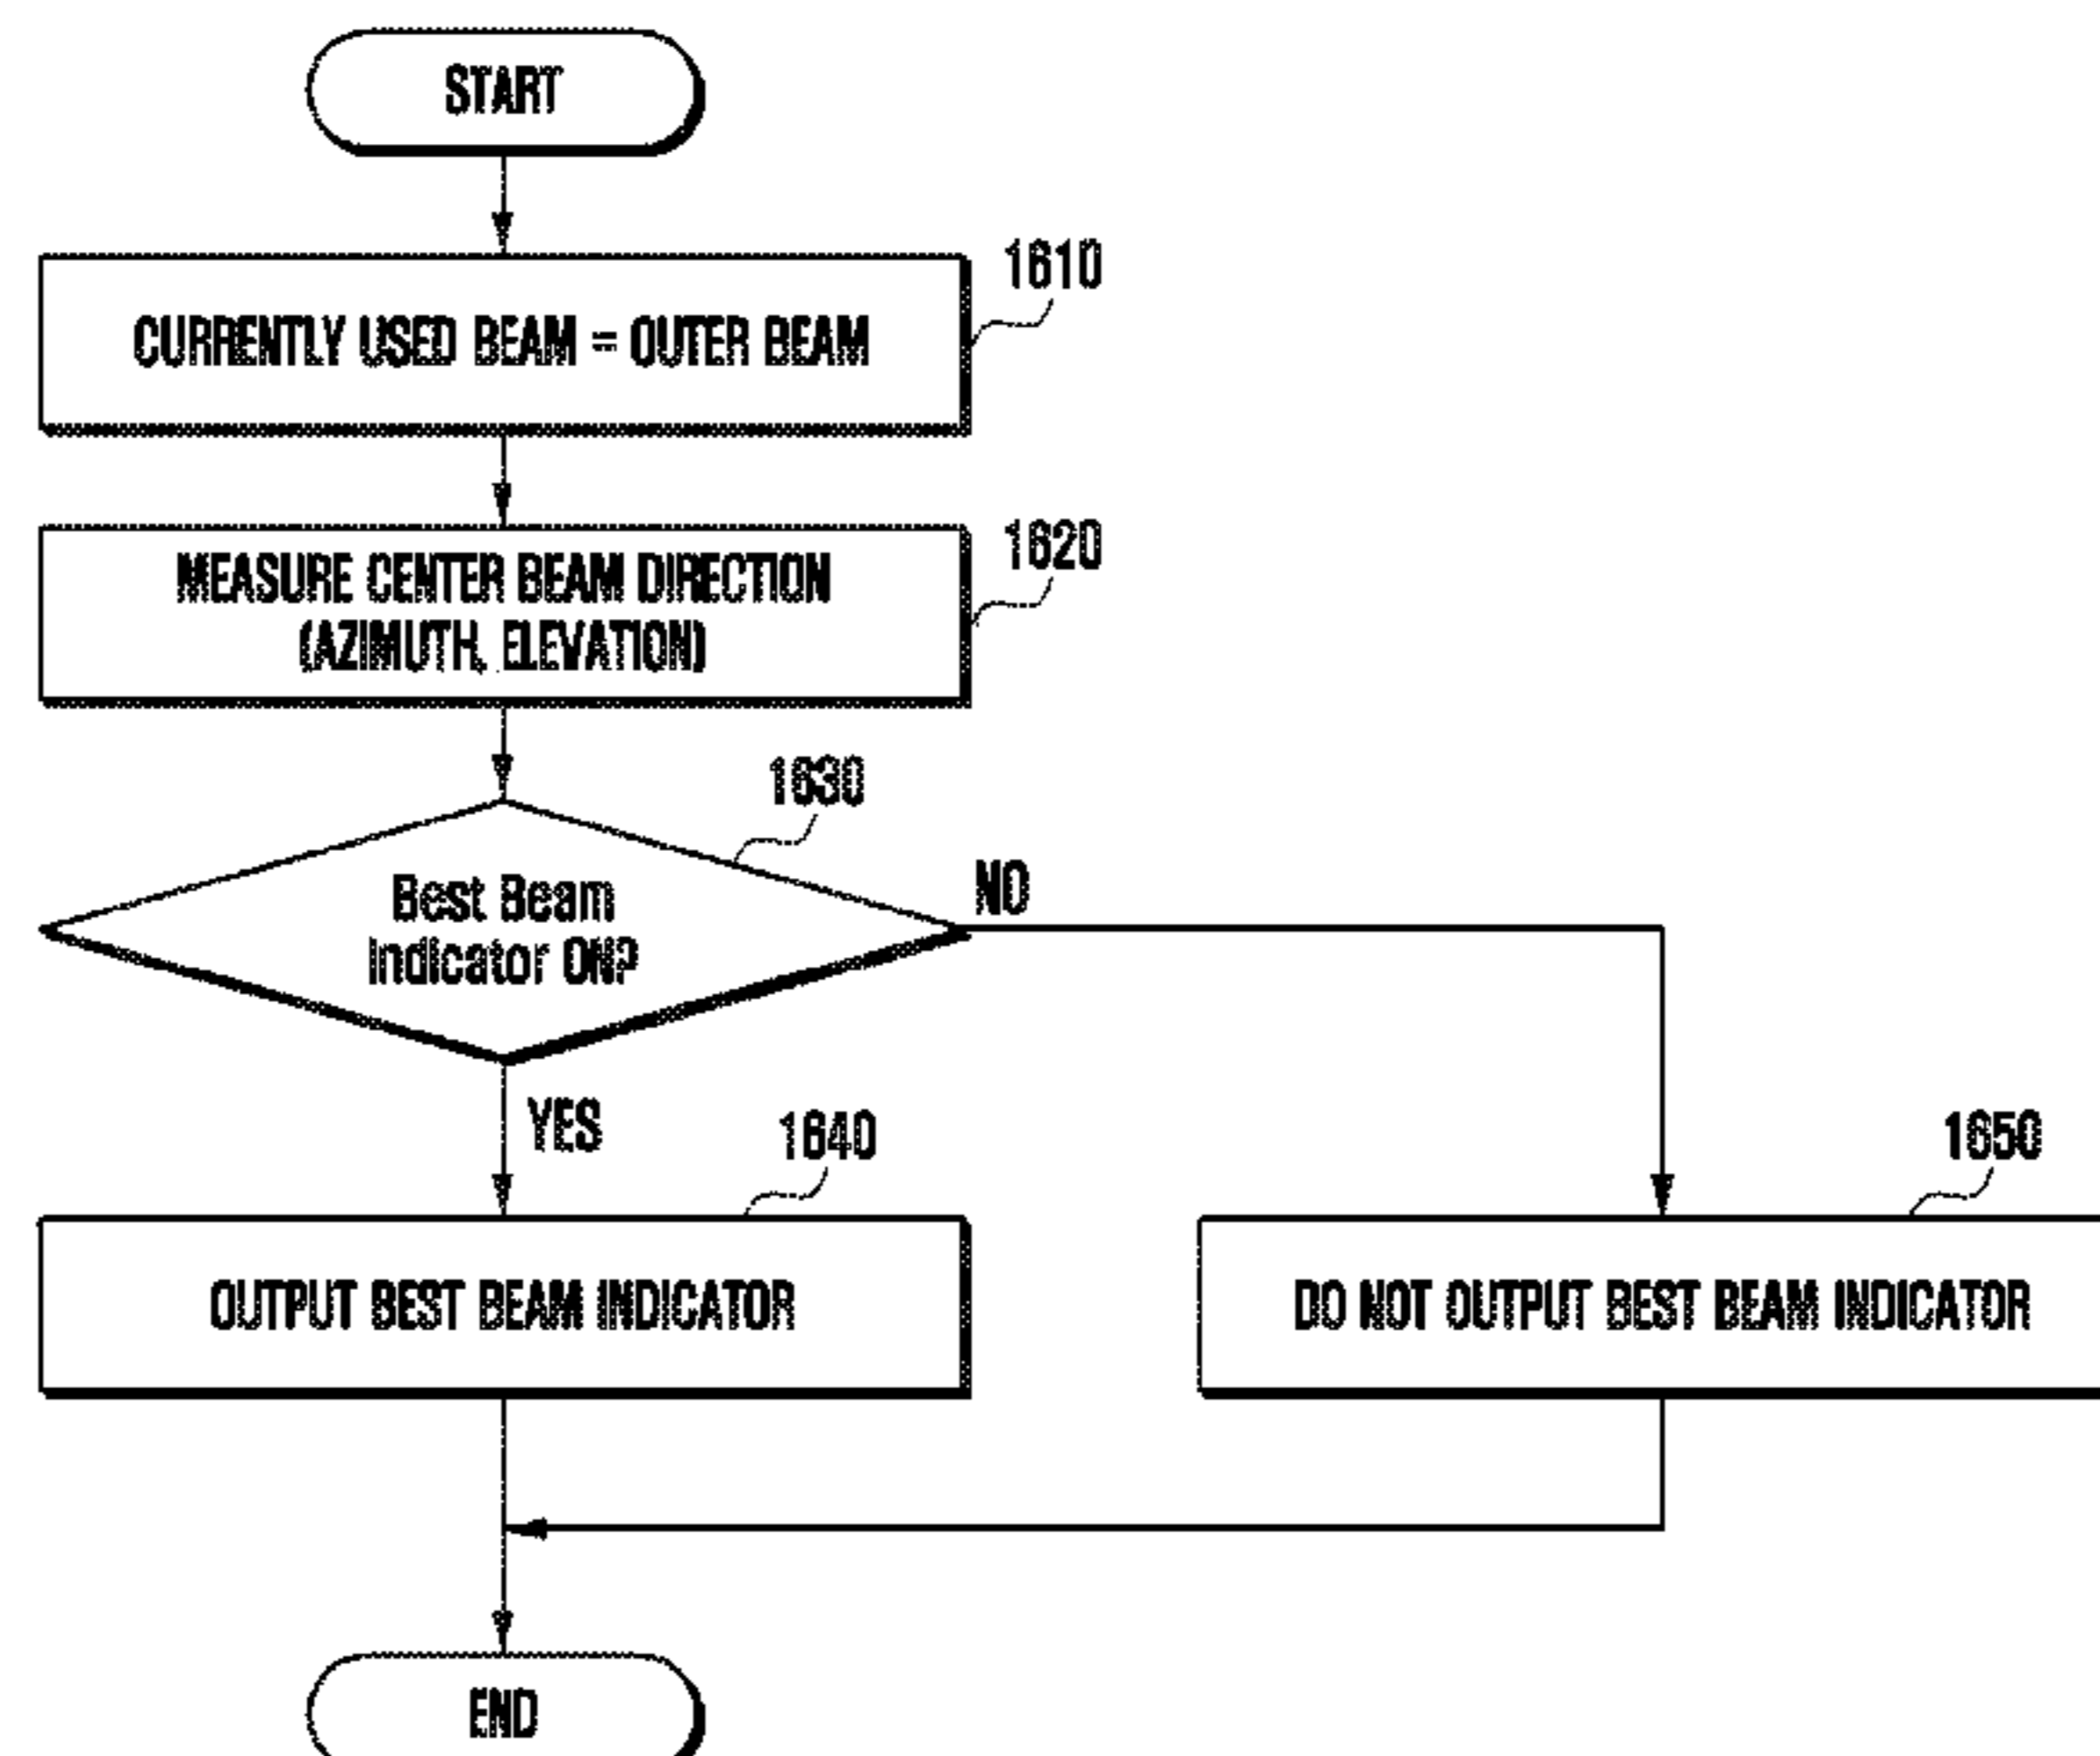 START
1610
CURRENTLY USED BEAM = OUTER BEAM
1620
MEASURE CENTER BEAM DIRECTION
(AZIMUTH, ELEVATION)
1630
Best Beam
Indicator ON?
NO
YES
1640
1650
OUTPUT BEST BEAM INDICATOR
DO NOT OUTPUT BEST BEAM INDICATOR
END